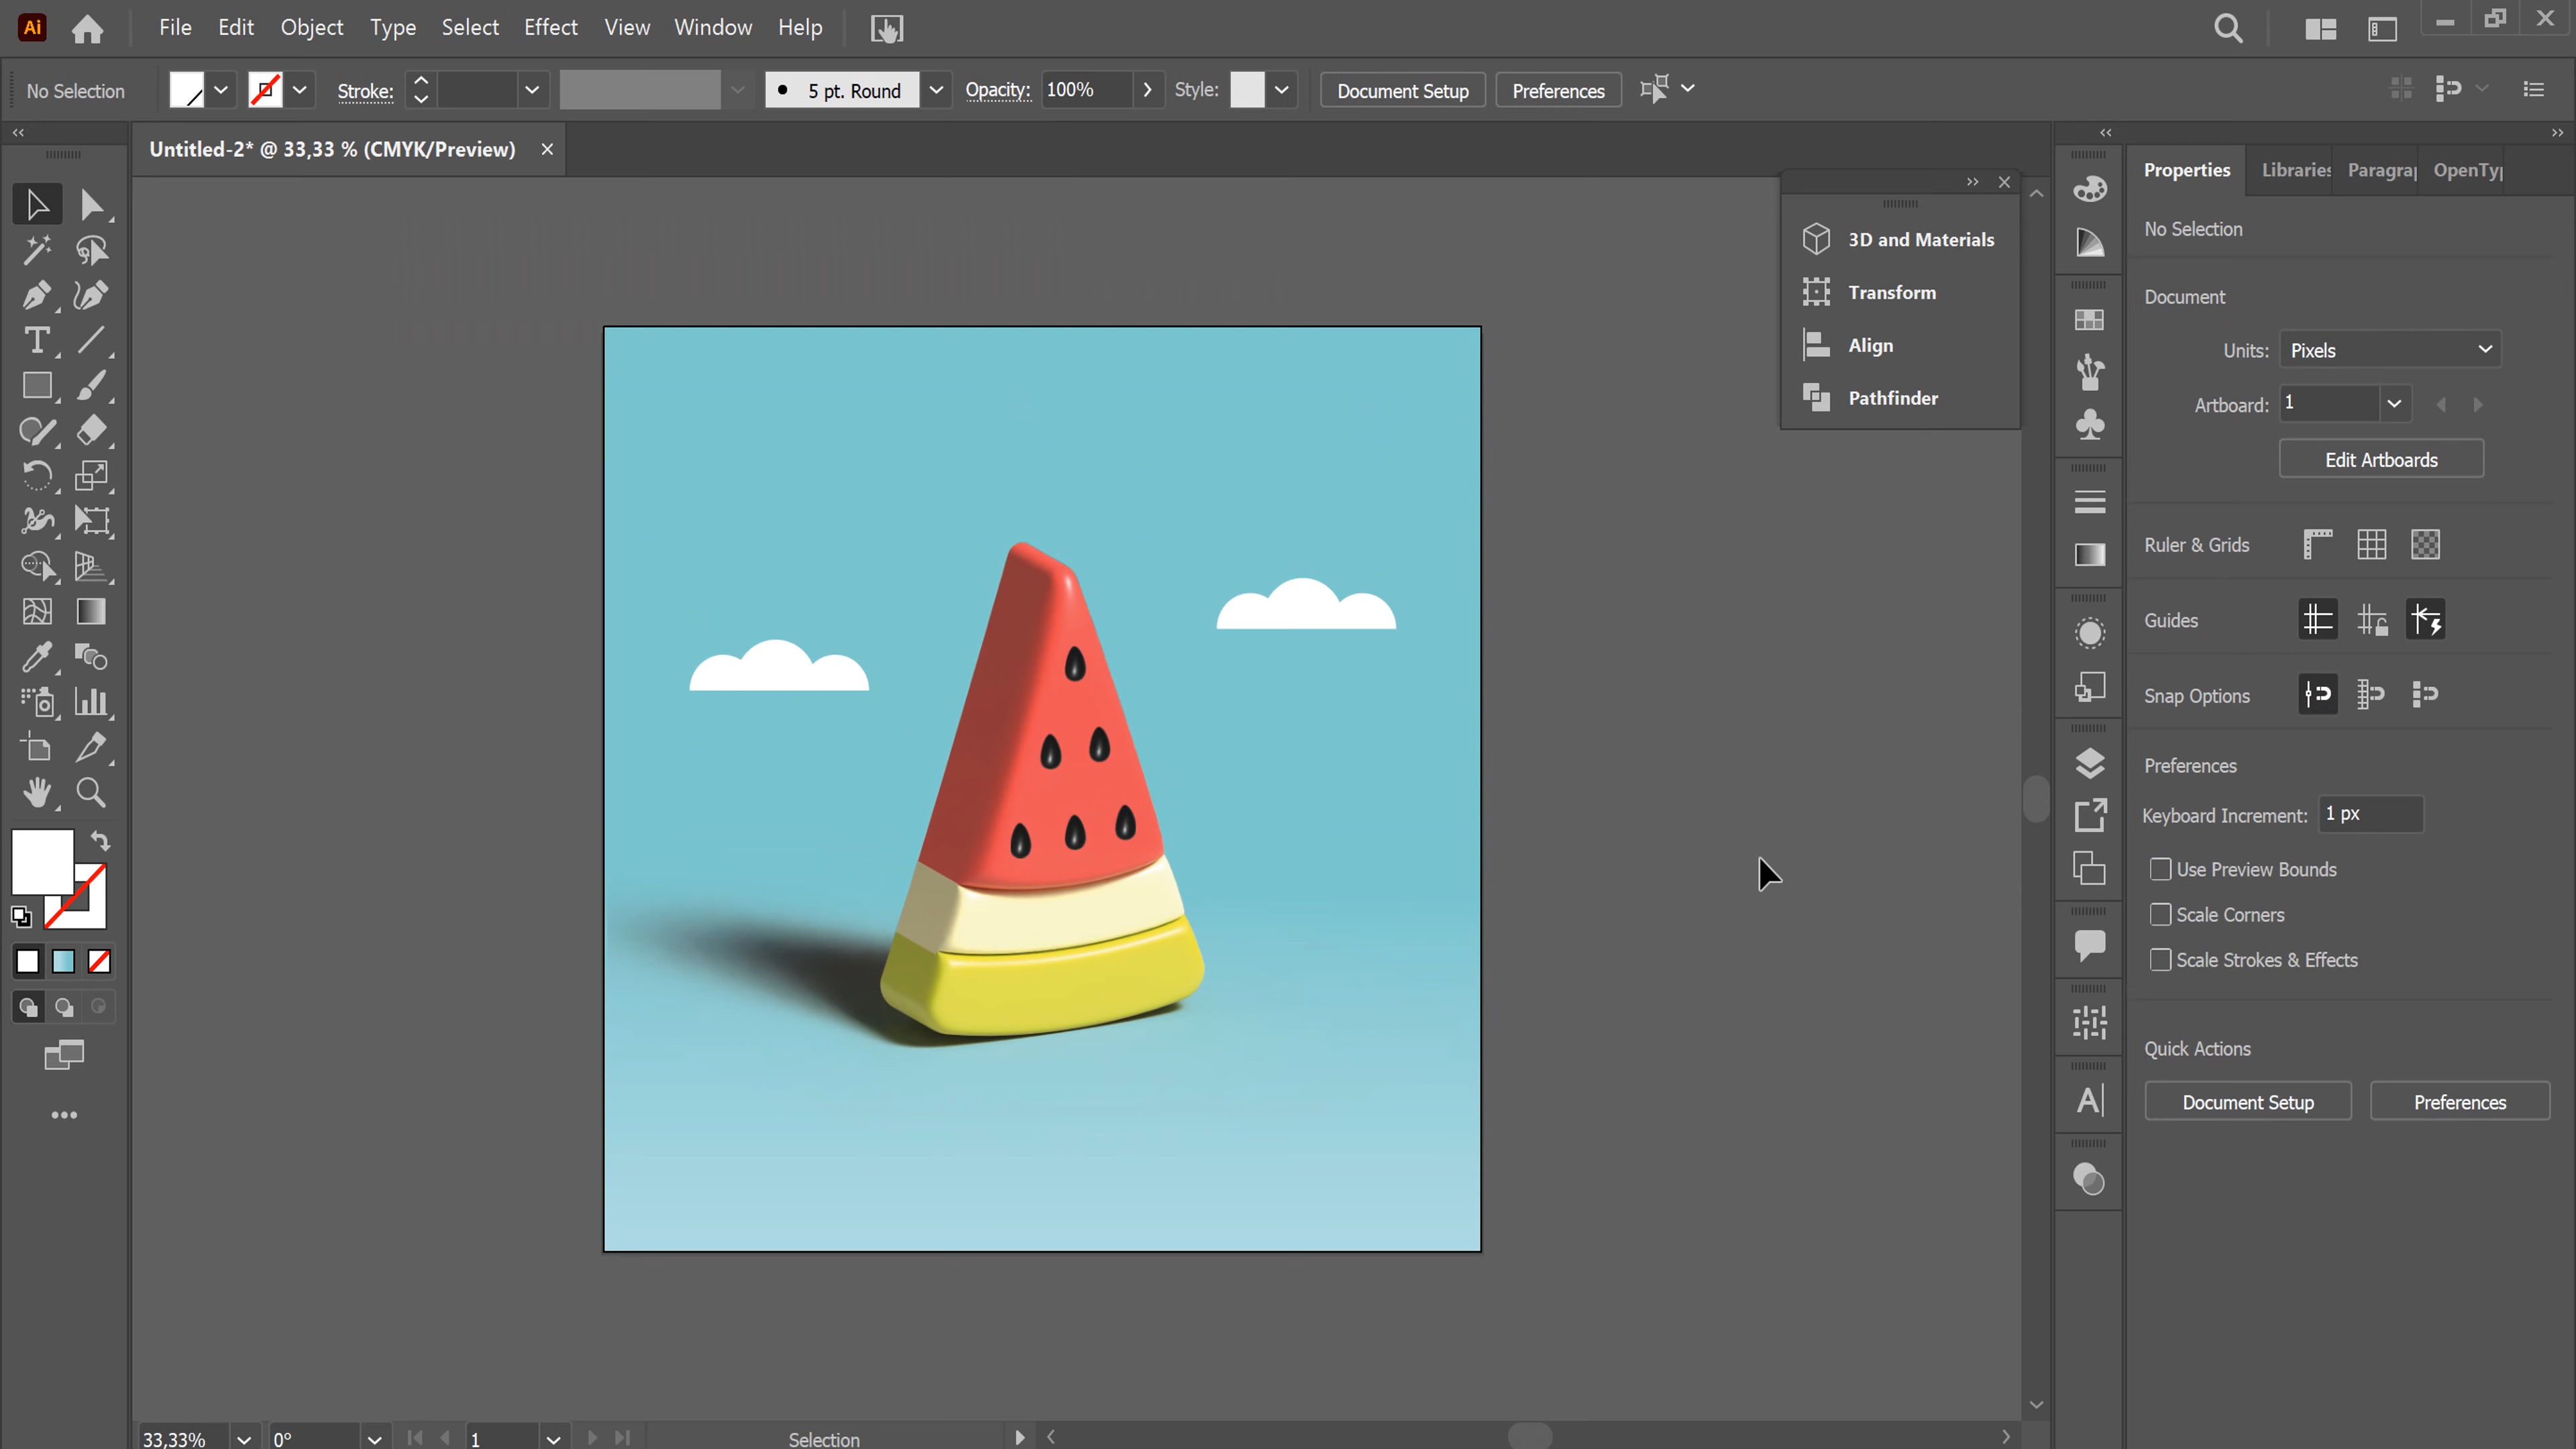 Ai File Edit Object Type Select Effect View Window Help
No Selection Stroke: 5 pt. Round Opacity: 100% Style: Document Setup Preferences
Untitled-2* @ 33,33 % (CMYK/Preview)
3D and Materials
Transform
Align
Pathfinder
Properties Libraries Paragra OpenTy
No Selection
Document
Units: Pixels
Artboard: 1
Edit Artboards
Ruler & Grids
Guides
Snap Options
Preferences
Keyboard Increment: 1 px
Use Preview Bounds
Scale Corners
Scale Strokes & Effects
Quick Actions
Document Setup Preferences
33,33% 0° 1 Selection